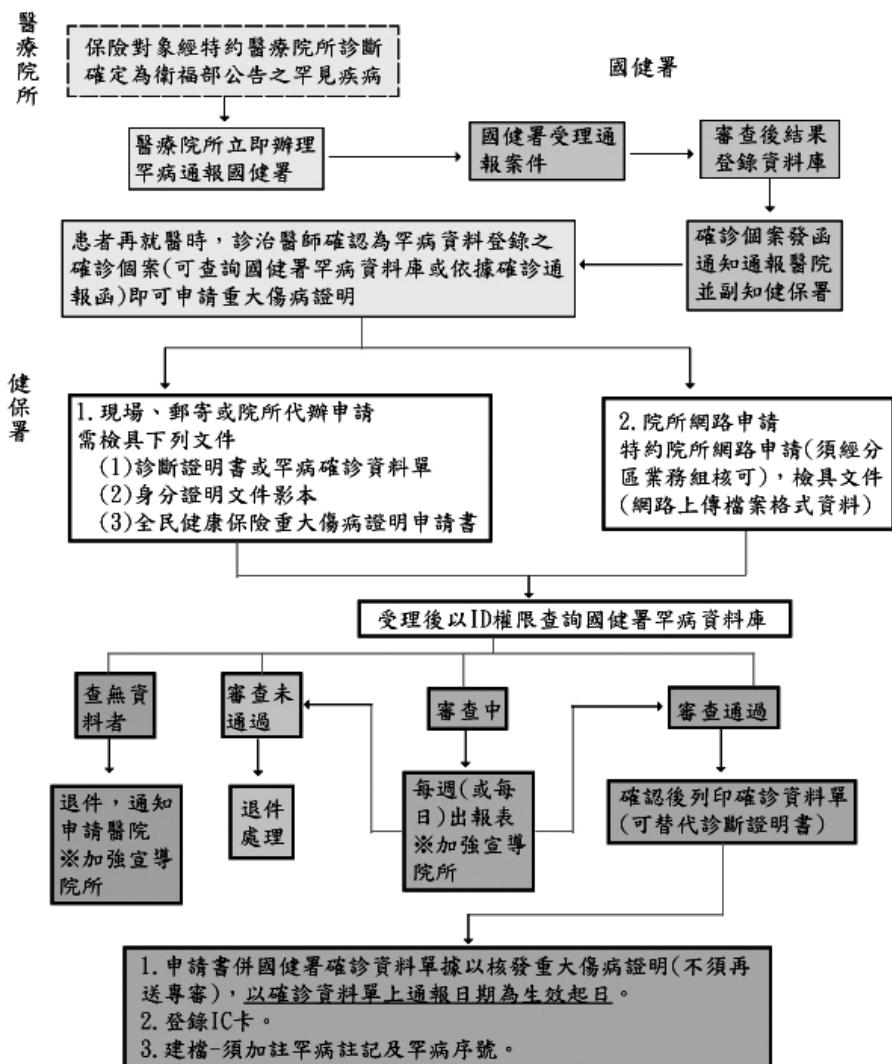 醫療院所
保險對象經特約醫療院所診斷
確定為衛福部公告之罕見疾病
國健署
醫療院所立即辦理
罕病通報國健署
國健署受理通
報案件
審查後結果
登錄資料庫
確診個案發函
通知通報醫院
並副知健保署
患者再就醫時，診治醫師確認為罕病資料登錄之
確診個案(可查詢國健署罕病資料庫或依據確診通
報函)即可申請重大傷病證明
健保署
1.現場、郵寄或院所代辦申請
需檢具下列文件
(1)診斷證明書或罕病確診資料單
(2)身分證明文件影本
(3)全民健康保險重大傷病證明申請書
2.院所網路申請
特約院所網路申請(須經分
區業務組核可)，檢具文件
(網路上傳檔案格式資料)
受理後以ID權限查詢國健署罕病資料庫
查無資
料者
審查未
通過
審查中
審查通過
退件，通知
申請醫院
※加強宣導
院所
退件
處理
每週(或每
日)出報表
※加強宣導
院所
確認後列印確診資料單
(可替代診斷證明書)
1.申請書併國健署確診資料單據以核發重大傷病證明(不須再
送專審)，以確診資料單上通報日期為生效起日。
2.登錄IC卡。
3.建檔-須加註罕病註記及罕病序號。